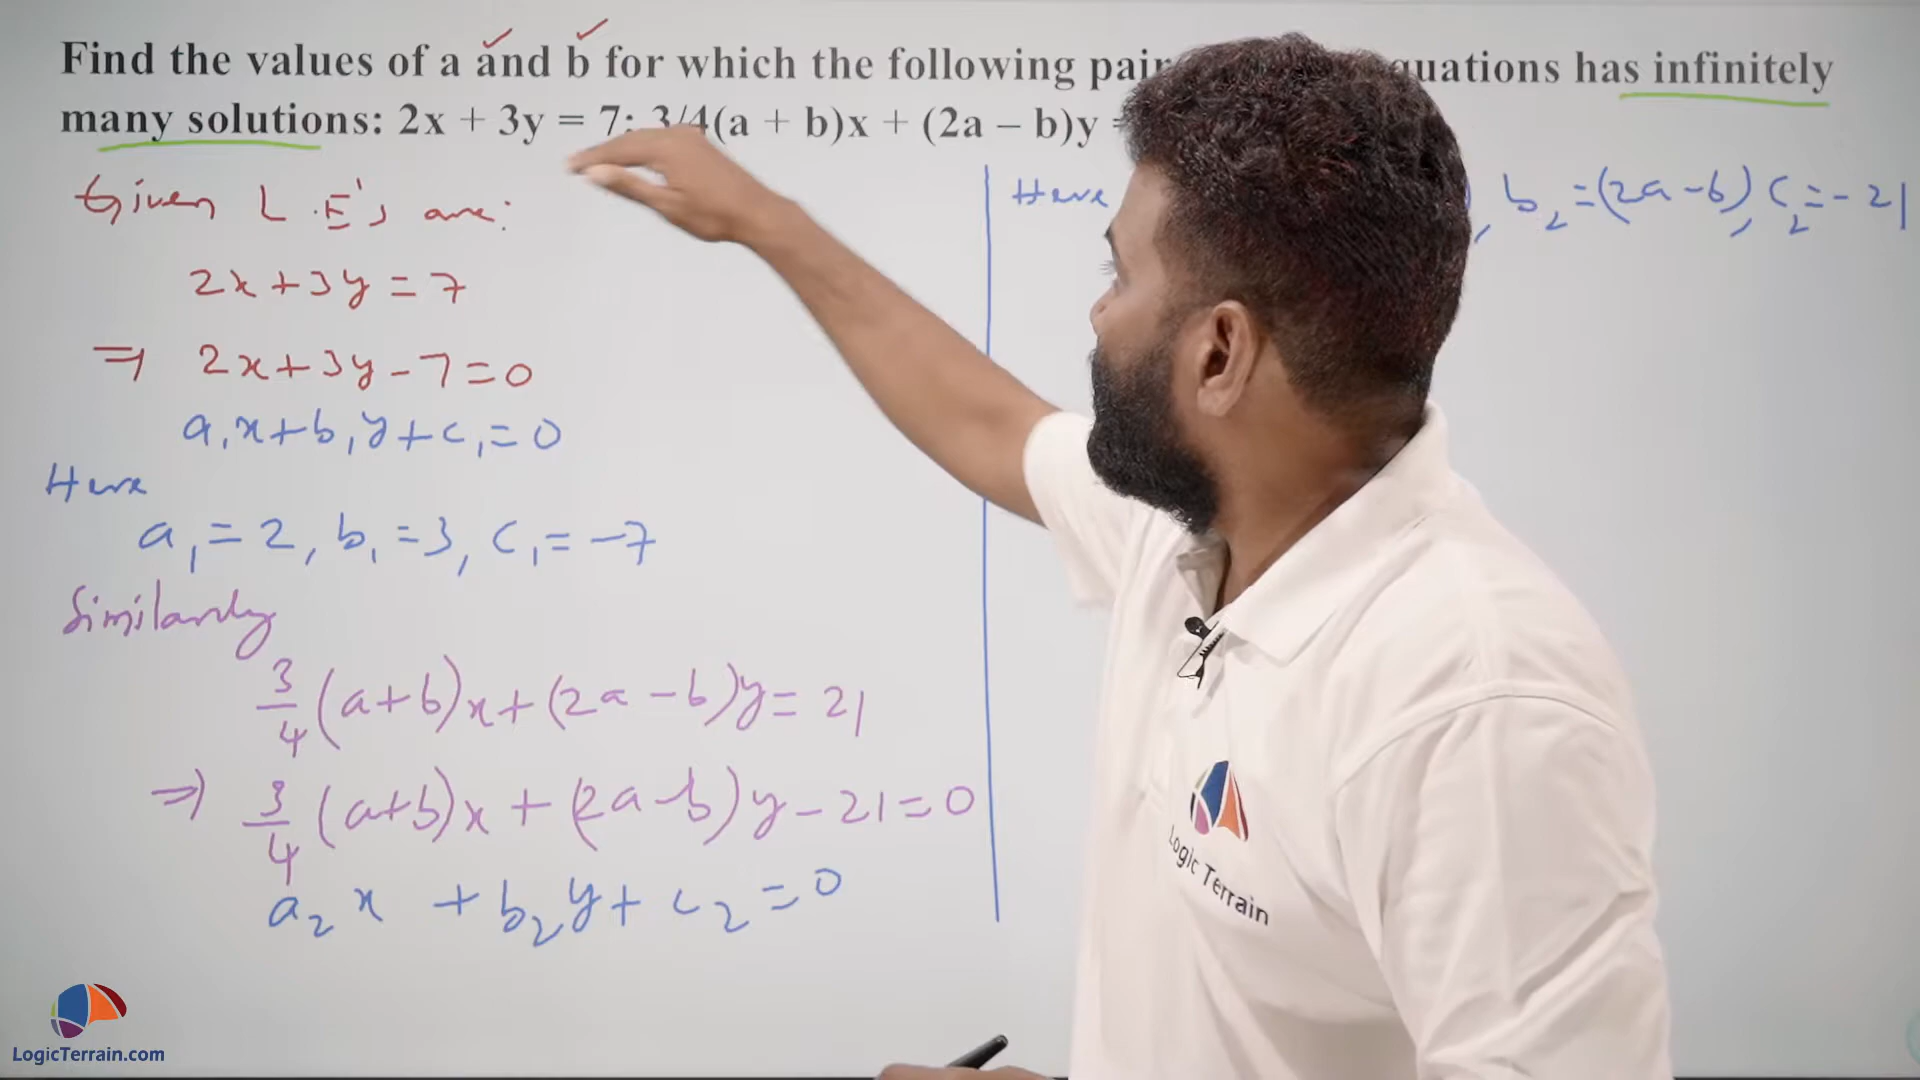 Find the values of a and b for which the following pair quations has infinitely
many solutions: 2x + 3y = 7; 3/4(a + b)x + (2a – b)y =
Given L.E's are:
2x+3y=7
⇒ 2x+3y-7=0
a₁x+b₁y+c₁=0
Here
a₁=2, b₁=3, c₁=-7
Similarly
3/4(a+b)x+(2a-b)y=21
⇒ 3/4(a+b)x+(2a-b)y-21=0
a₂x+b₂y+c₂=0
Here , b₂=(2a-b), c₂=-21
Logic Terrain
LogicTerrain.com